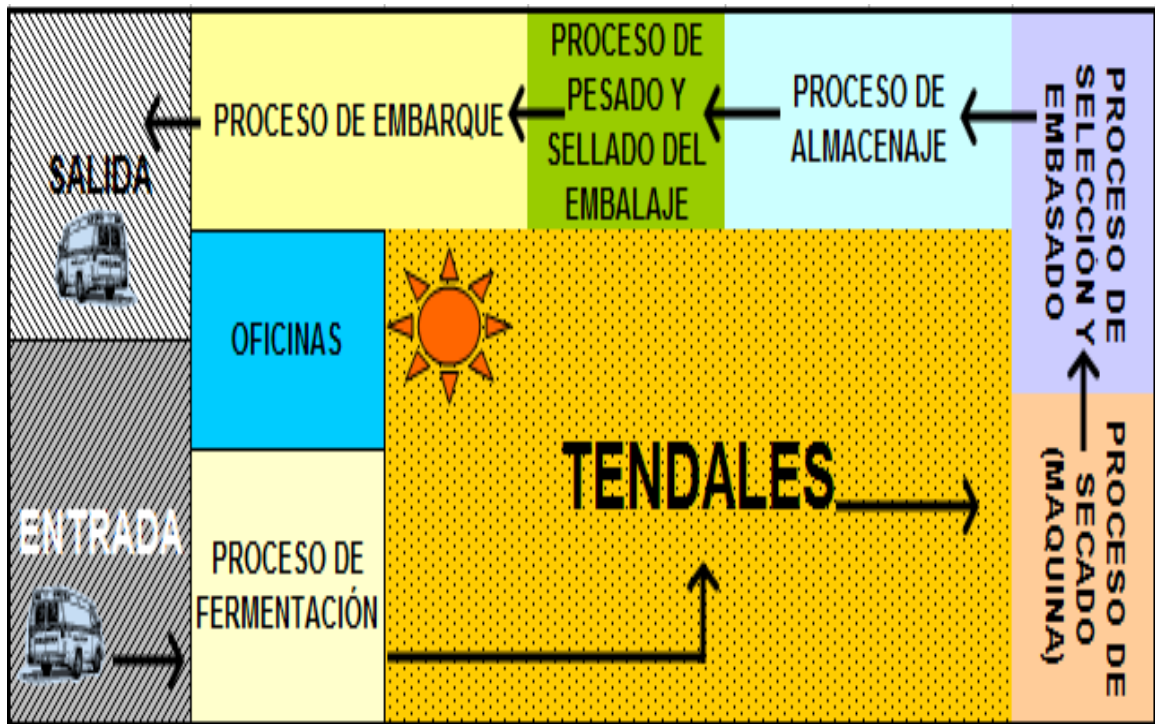 PROCESO DE EMBARQUE
PROCESO DE
PESADO Y
SELLADO DEL
EMBALAJE
PROCESO DE
ALMACENAJE
PROCESO DE
SELECCIÓN Y
EMBASADO
SALIDA
OFICINAS
TENDALES
PROCESO DE
SECADO
(MAQUINA)
ENTRADA
PROCESO DE
FERMENTACIÓN